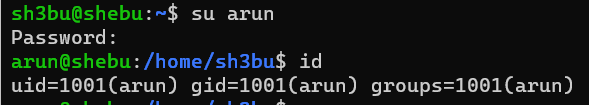 sh3bu@shebu:~$ su arun
Password:
arun@shebu:/home/sh3bu$ id
uid=1001(arun) gid=1001(arun) groups=1001(arun)